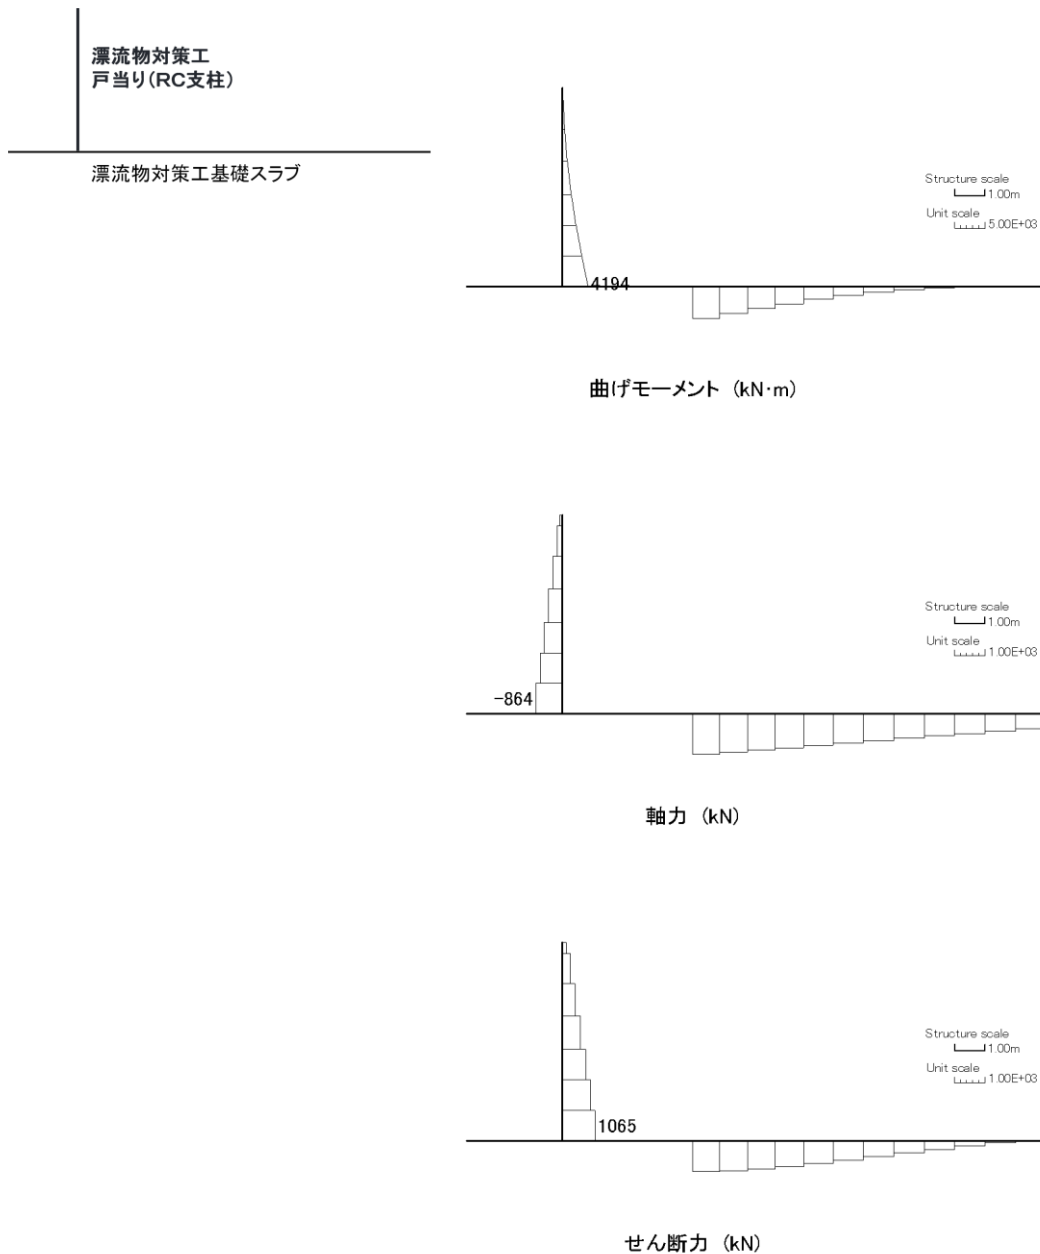 漂流物対策工
戸当り(RC支柱)
漂流物対策工基礎スラブ
Structure scale
1.00m
Unit scale
5.00E+03
4194
曲げモーメント (kN·m)
Structure scale
1.00m
Unit scale
1.00E+03
-864
軸力 (kN)
Structure scale
1.00m
Unit scale
1.00E+03
1065
せん断力 (kN)